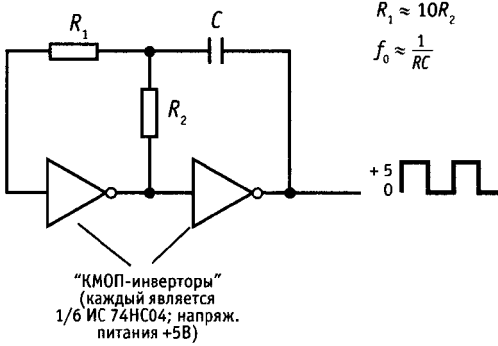 R₁
C
R₁ ≈ 10R₂
f₀ ≈ 1/RC
R₂
+ 5
0
“КМОП-инверторы”
(каждый является
1/6 ИС 74HC04; напряж.
питания +5В)